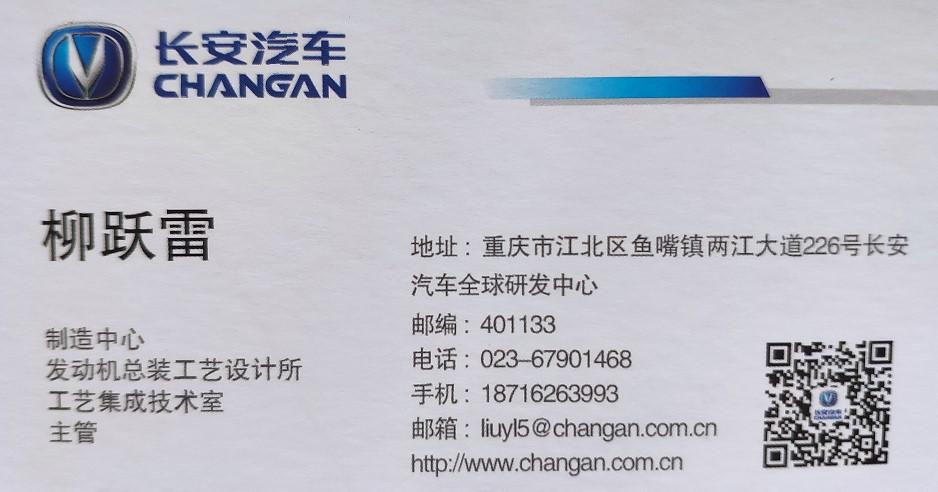 长安汽车
CHANGAN
柳跃雷
制造中心
发动机总装工艺设计所
工艺集成技术室
主管
地址：重庆市江北区鱼嘴镇两江大道226号长安
汽车全球研发中心
邮编：401133
电话：023–67901468
手机：18716263993
邮箱：liuyl5@changan.com.cn
http://www.changan.com.cn
长安汽车